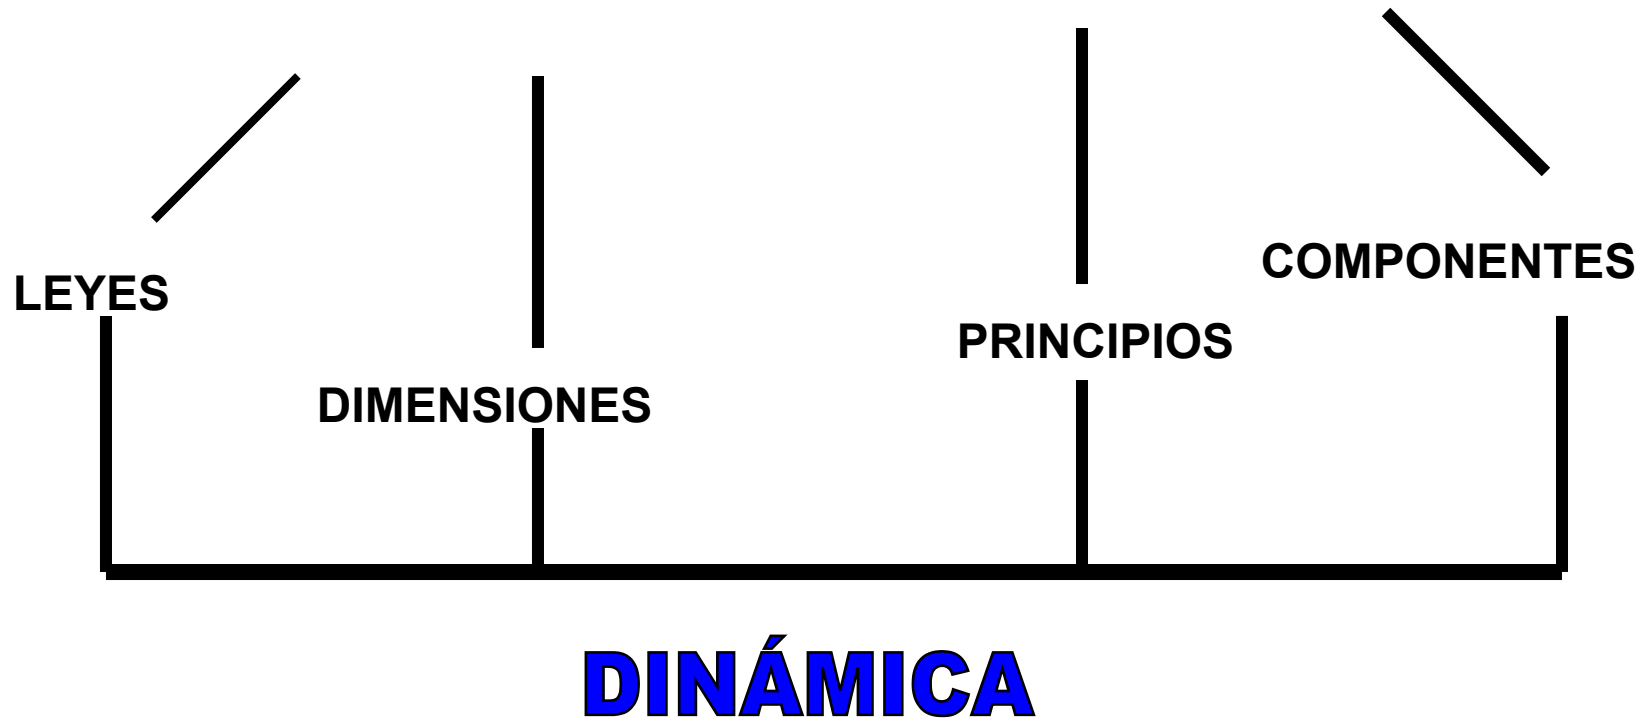 COMPONENTES
LEYES
PRINCIPIOS
DIMENSIONES
DINÁMICA